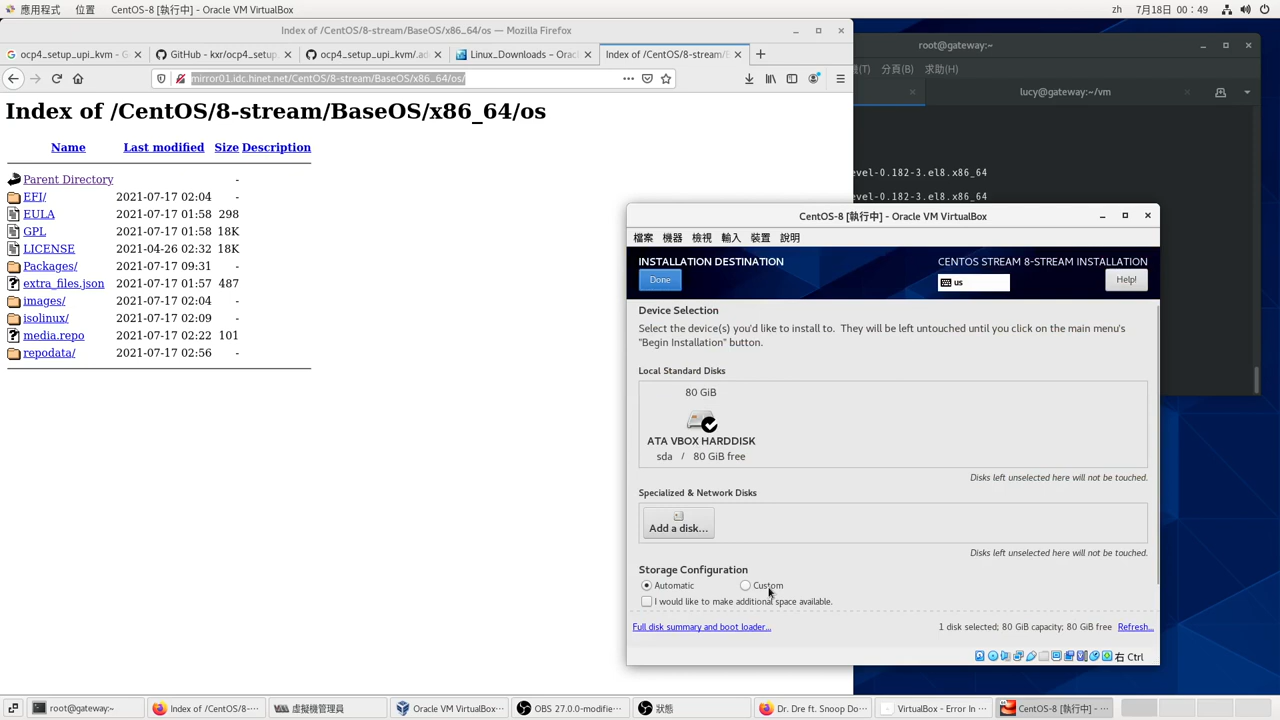 應用程式 位置 CentOS-8 [執行中] - Oracle VM VirtualBox zh 7月18日 00：49
Index of /CentOS/8-stream/BaseOS/x86_64/os — Mozilla Firefox
ocp4_setup_upi_kvm - G
GitHub - kxr/ocp4_setup.
ocp4_setup_upi_kvm/.ad
Linux_Downloads – Orac
Index of /CentOS/8-stream/B
mirror01.idc.hinet.net/CentOS/8-stream/BaseOS/x86_64/os/
Index of /CentOS/8-stream/BaseOS/x86_64/os
Name Last modified Size Description
Parent Directory -
EFI/ 2021-07-17 02:04 -
EULA 2021-07-17 01:58 298
GPL 2021-07-17 01:58 18K
LICENSE 2021-04-26 02:32 18K
Packages/ 2021-07-17 09:31 -
extra_files.json 2021-07-17 01:57 487
images/ 2021-07-17 02:04 -
isolinux/ 2021-07-17 02:09 -
media.repo 2021-07-17 02:22 101
repodata/ 2021-07-17 02:56 -
root@gateway:~
(T) 分頁(B) 求助(H)
lucy@gateway:~/vm
evel-0.182-3.el8.x86_64
evel-0.182-3.el8.x86_64
CentOS-8 [執行中] - Oracle VM VirtualBox
檔案 機器 檢視 輸入 裝置 說明
INSTALLATION DESTINATION CENTOS STREAM 8-STREAM INSTALLATION
Done us Help!
Device Selection
Select the device(s) you'd like to install to. They will be left untouched until you click on the main menu's
"Begin Installation" button.
Local Standard Disks
80 GiB
ATA VBOX HARDDISK
sda / 80 GiB free
Disks left unselected here will not be touched.
Specialized & Network Disks
Add a disk...
Disks left unselected here will not be touched.
Storage Configuration
Automatic Custom
I would like to make additional space available.
Full disk summary and boot loader... 1 disk selected; 80 GiB capacity; 80 GiB free Refresh...
右 Ctrl
root@gateway:~ Index of /CentOS/8-... 虛擬機管理員 Oracle VM VirtualBox... OBS 27.0.0-modifie... 狀態 Dr. Dre ft. Snoop Do... VirtualBox - Error In ... CentOS-8 [執行中] - ...